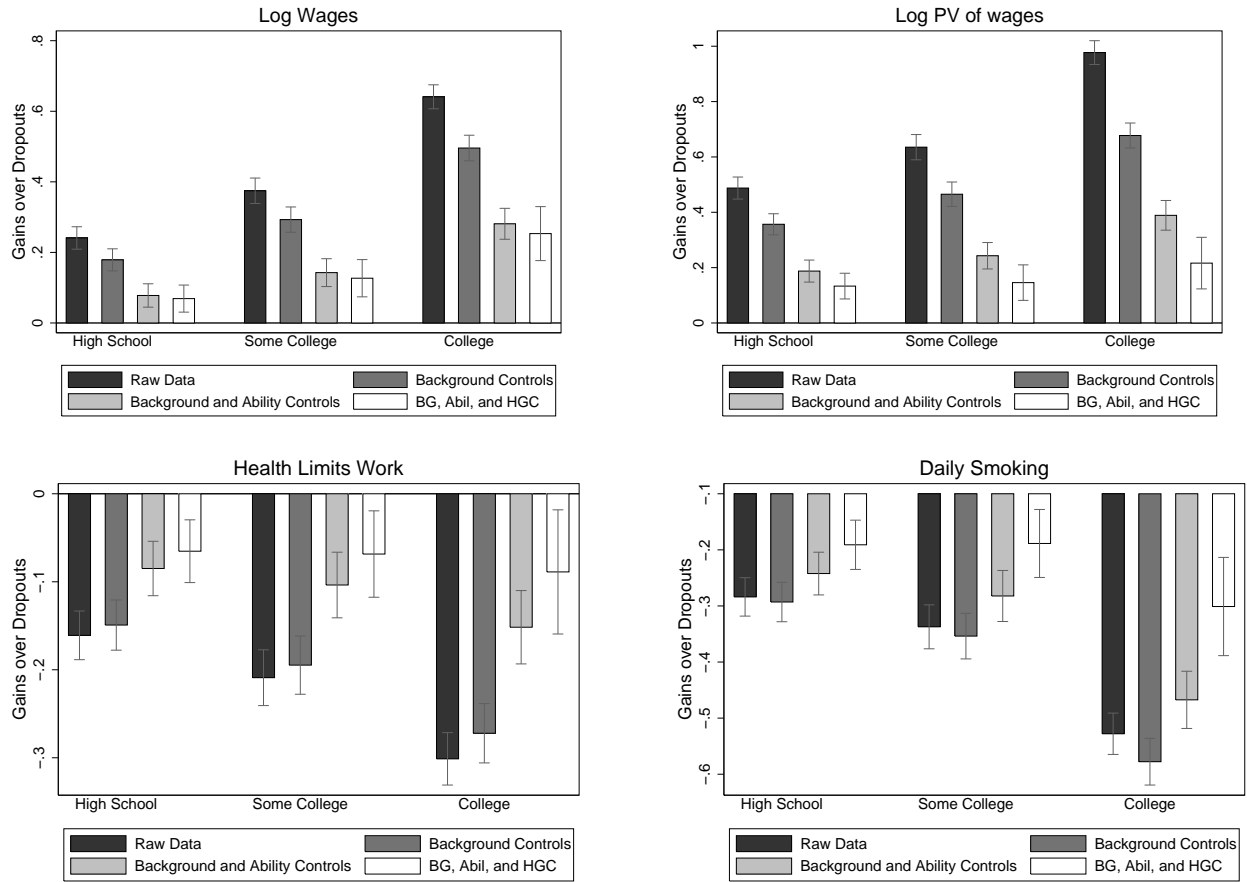 Log Wages
Gains over Dropouts
.8
.6
.4
.2
0
High School Some College College
Raw Data Background Controls
Background and Ability Controls BG, Abil, and HGC
Log PV of wages
Gains over Dropouts
1
.8
.6
.4
.2
0
High School Some College College
Raw Data Background Controls
Background and Ability Controls BG, Abil, and HGC
Health Limits Work
Gains over Dropouts
0
−.1
−.2
−.3
High School Some College College
Raw Data Background Controls
Background and Ability Controls BG, Abil, and HGC
Daily Smoking
Gains over Dropouts
−.1
−.2
−.3
−.4
−.5
−.6
High School Some College College
Raw Data Background Controls
Background and Ability Controls BG, Abil, and HGC